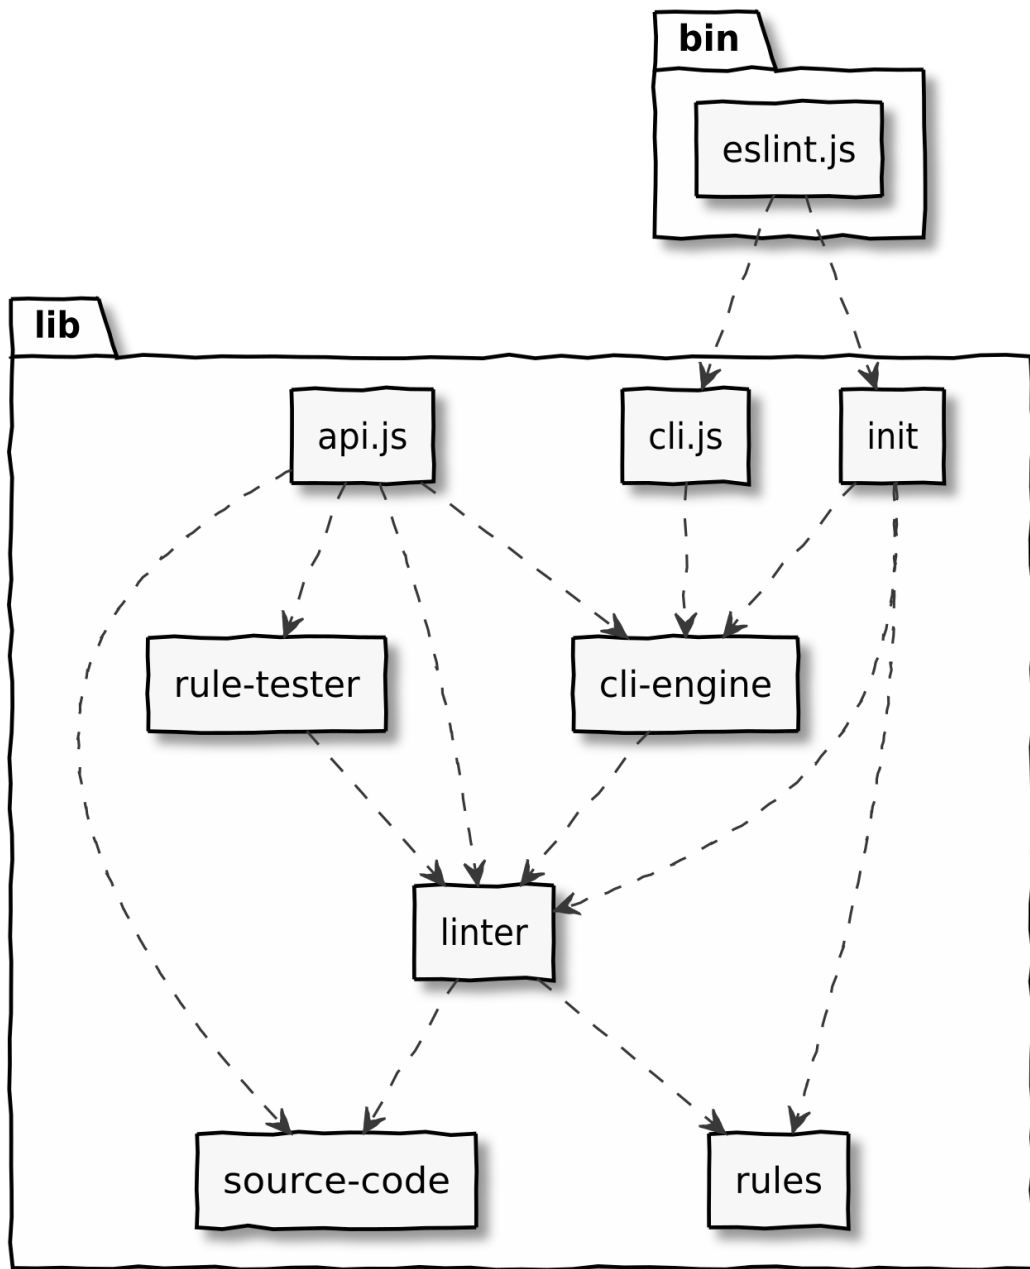 bin
eslint.js
lib
api.js
cli.js
init
rule-tester
cli-engine
linter
source-code
rules